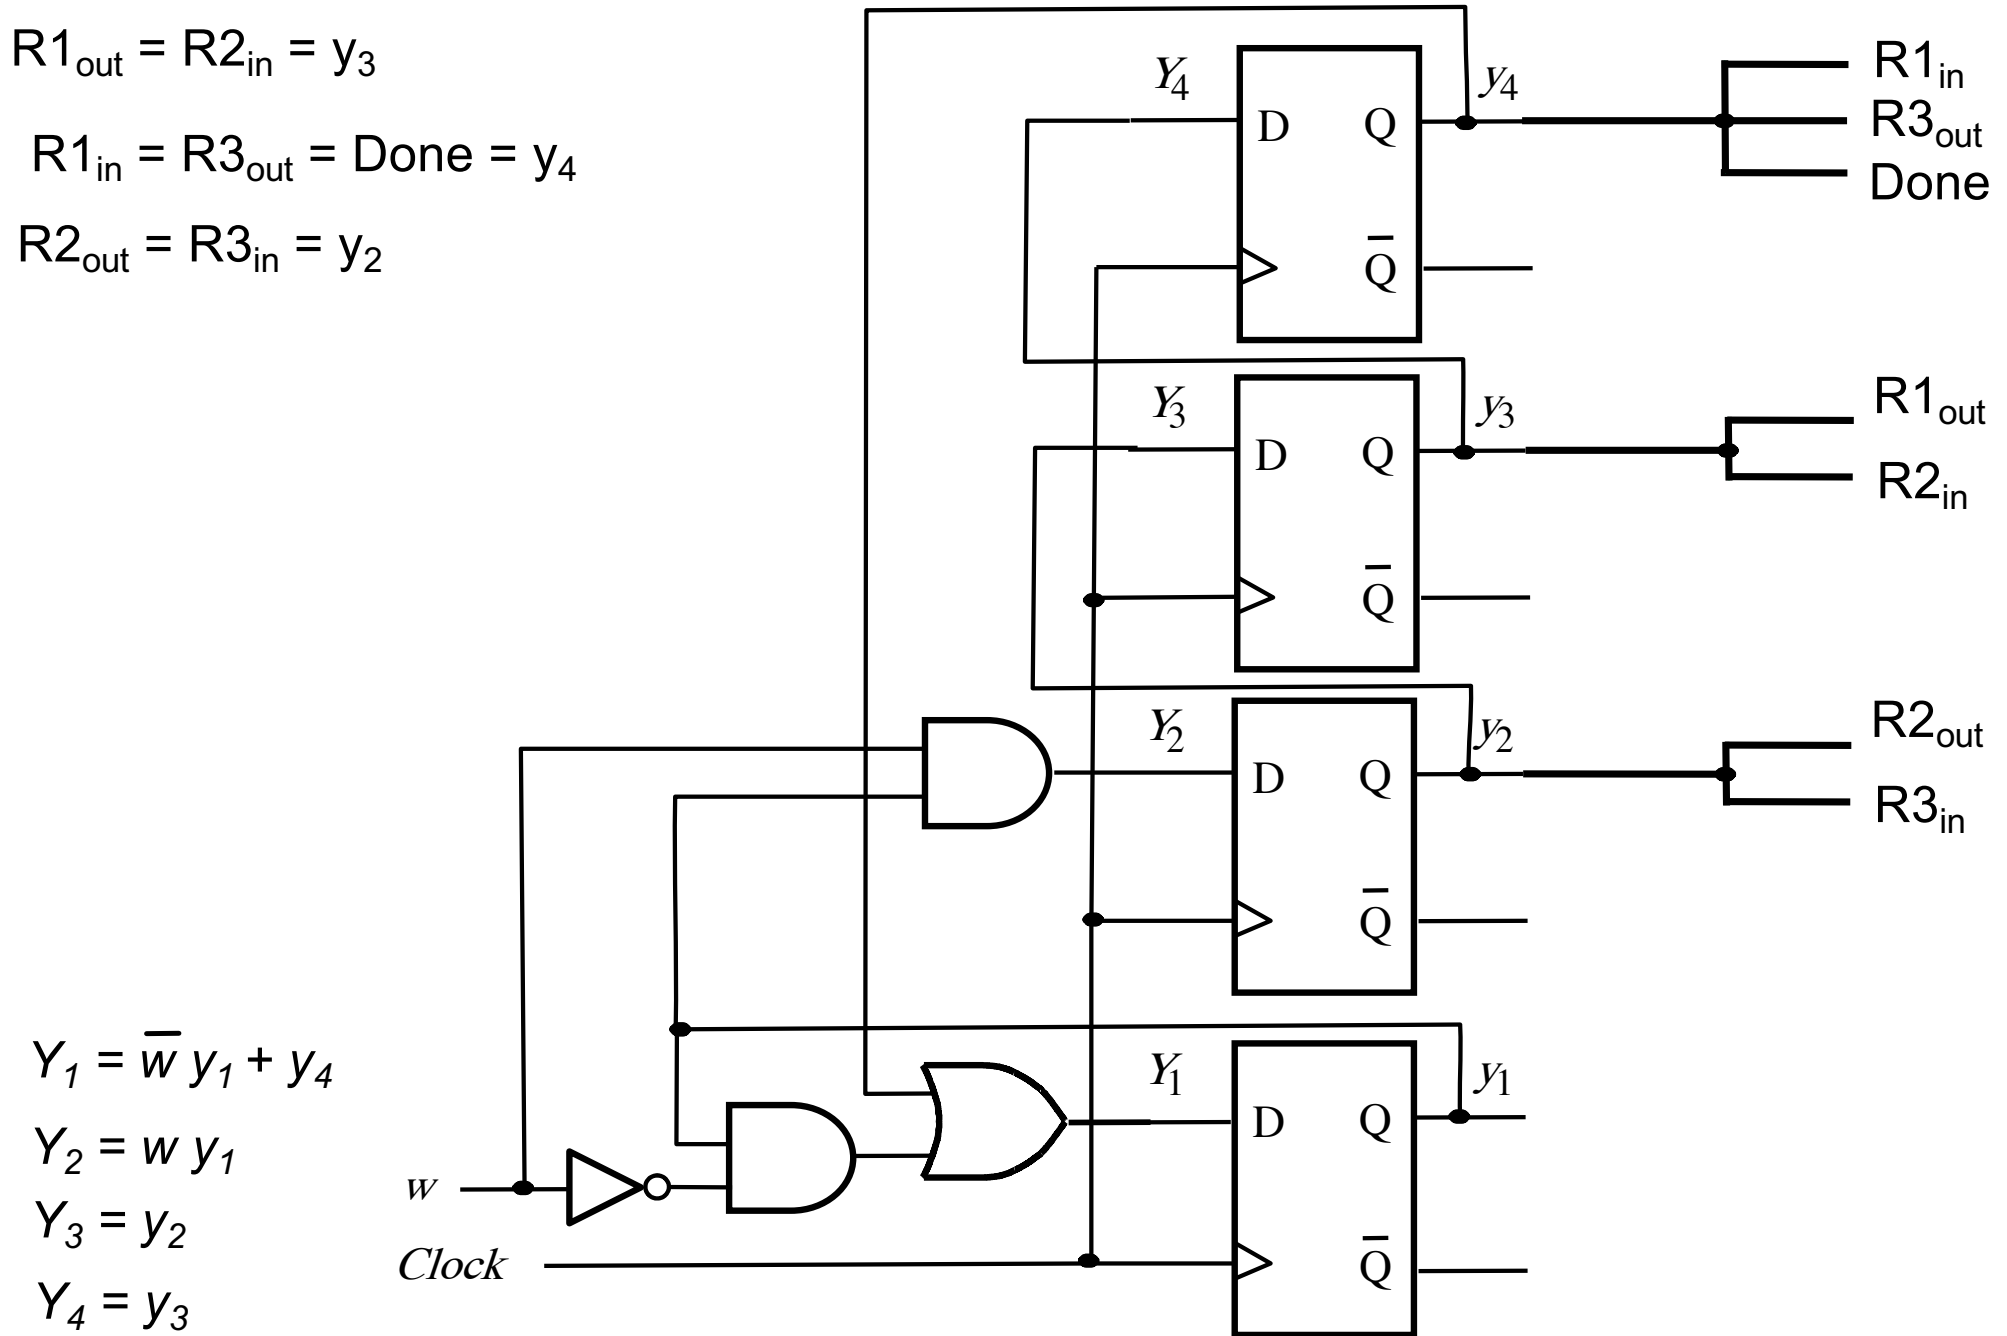 R1out = R2in = y3
R1in = R3out = Done = y4
R2out = R3in = y2
Y4
D
Q
Q̅
y4
R1in
R3out
Done
Y3
D
Q
Q̅
y3
R1out
R2in
Y2
D
Q
Q̅
y2
R2out
R3in
Y1
D
Q
Q̅
y1
Y1 = w̅ y1 + y4
Y2 = w y1
Y3 = y2
Y4 = y3
w
Clock